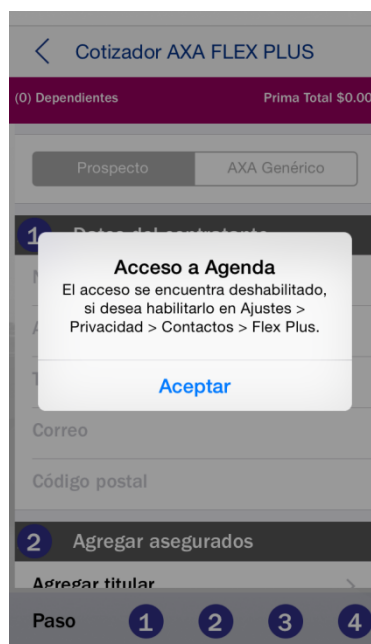 Cotizador AXA FLEX PLUS
(0) Dependientes Prima Total $0.00
Prospecto AXA Genérico
1
Acceso a Agenda
El acceso se encuentra deshabilitado,
si desea habilitarlo en Ajustes >
Privacidad > Contactos > Flex Plus.
Aceptar
Correo
Código postal
2 Agregar asegurados
Agregar titular
Paso 1 2 3 4